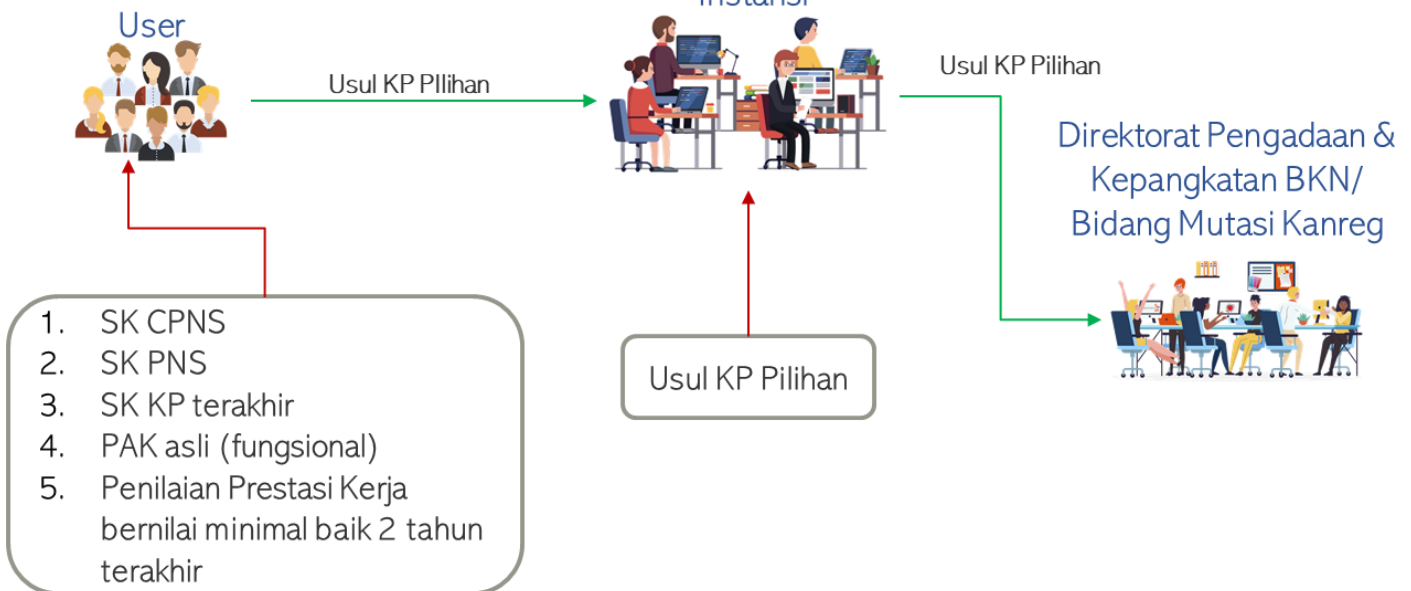 User
Instansi
Usul KP PIlihan
Usul KP Pilihan
Direktorat Pengadaan &
Kepangkatan BKN/
Bidang Mutasi Kanreg
1. SK CPNS
2. SK PNS
3. SK KP terakhir
4. PAK asli (fungsional)
5. Penilaian Prestasi Kerja
bernilai minimal baik 2 tahun
terakhir
Usul KP Pilihan